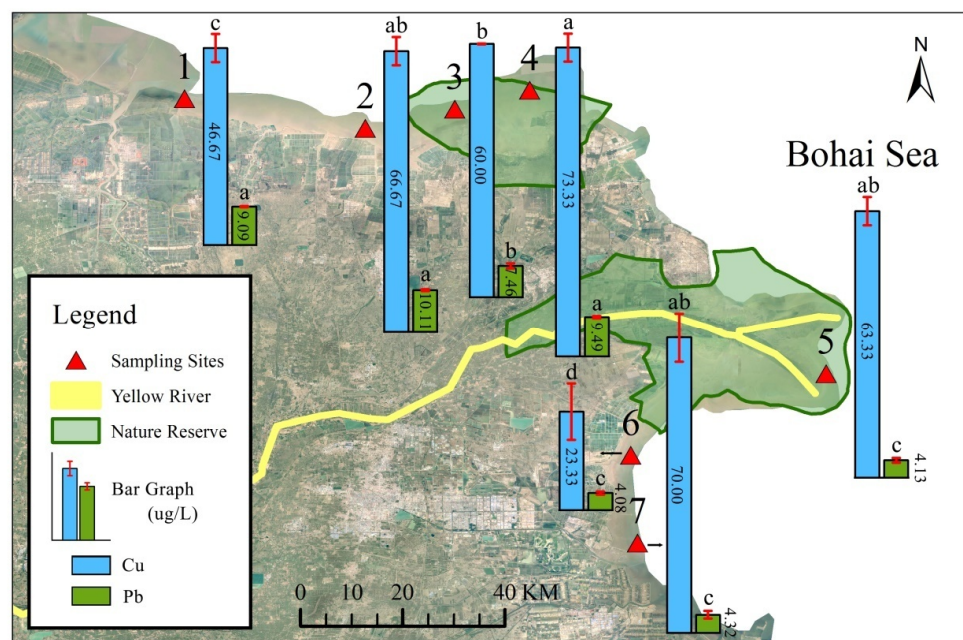 c
1
46.67
a
9.09
ab
2
66.67
a
10.11
b
3
60.00
b
7.46
4
a
73.33
a
9.49
N
Bohai Sea
ab
63.33
c
4.13
5
ab
70.00
c
4.32
d
6
23.33
c
4.08
7
Legend
Sampling Sites
Yellow River
Nature Reserve
Bar Graph
(ug/L)
Cu
Pb
0 20 40 KM